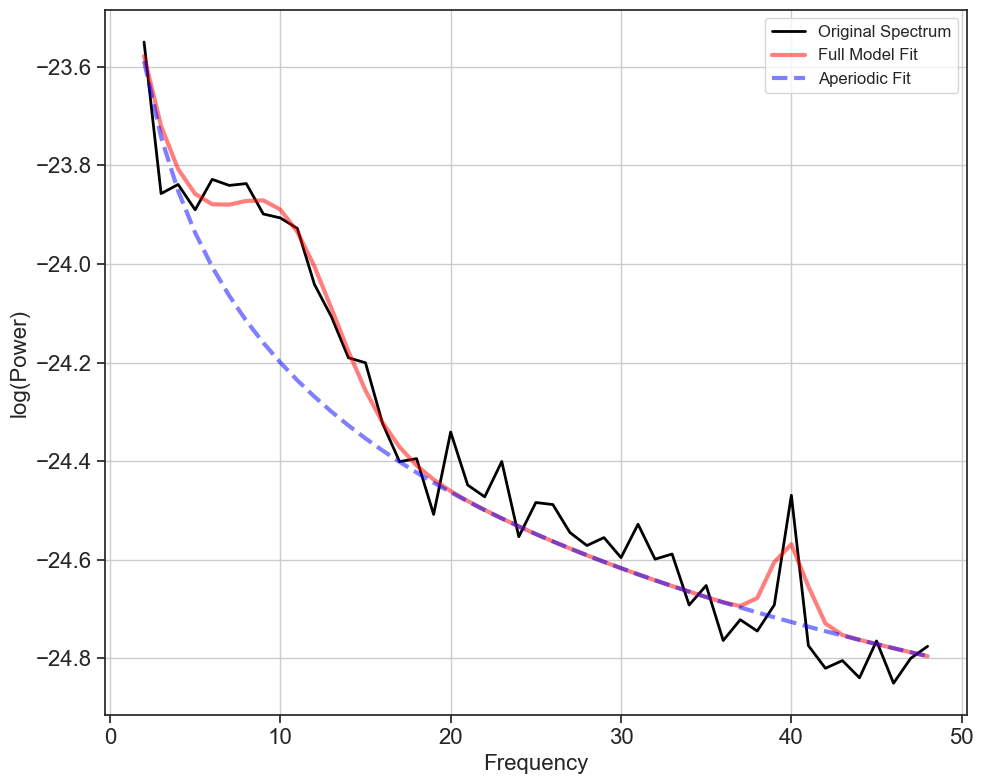 Original Spectrum
Full Model Fit
Aperiodic Fit
−23.6
−23.8
−24.0
−24.2
−24.4
−24.6
−24.8
log(Power)
0 10 20 30 40 50
Frequency